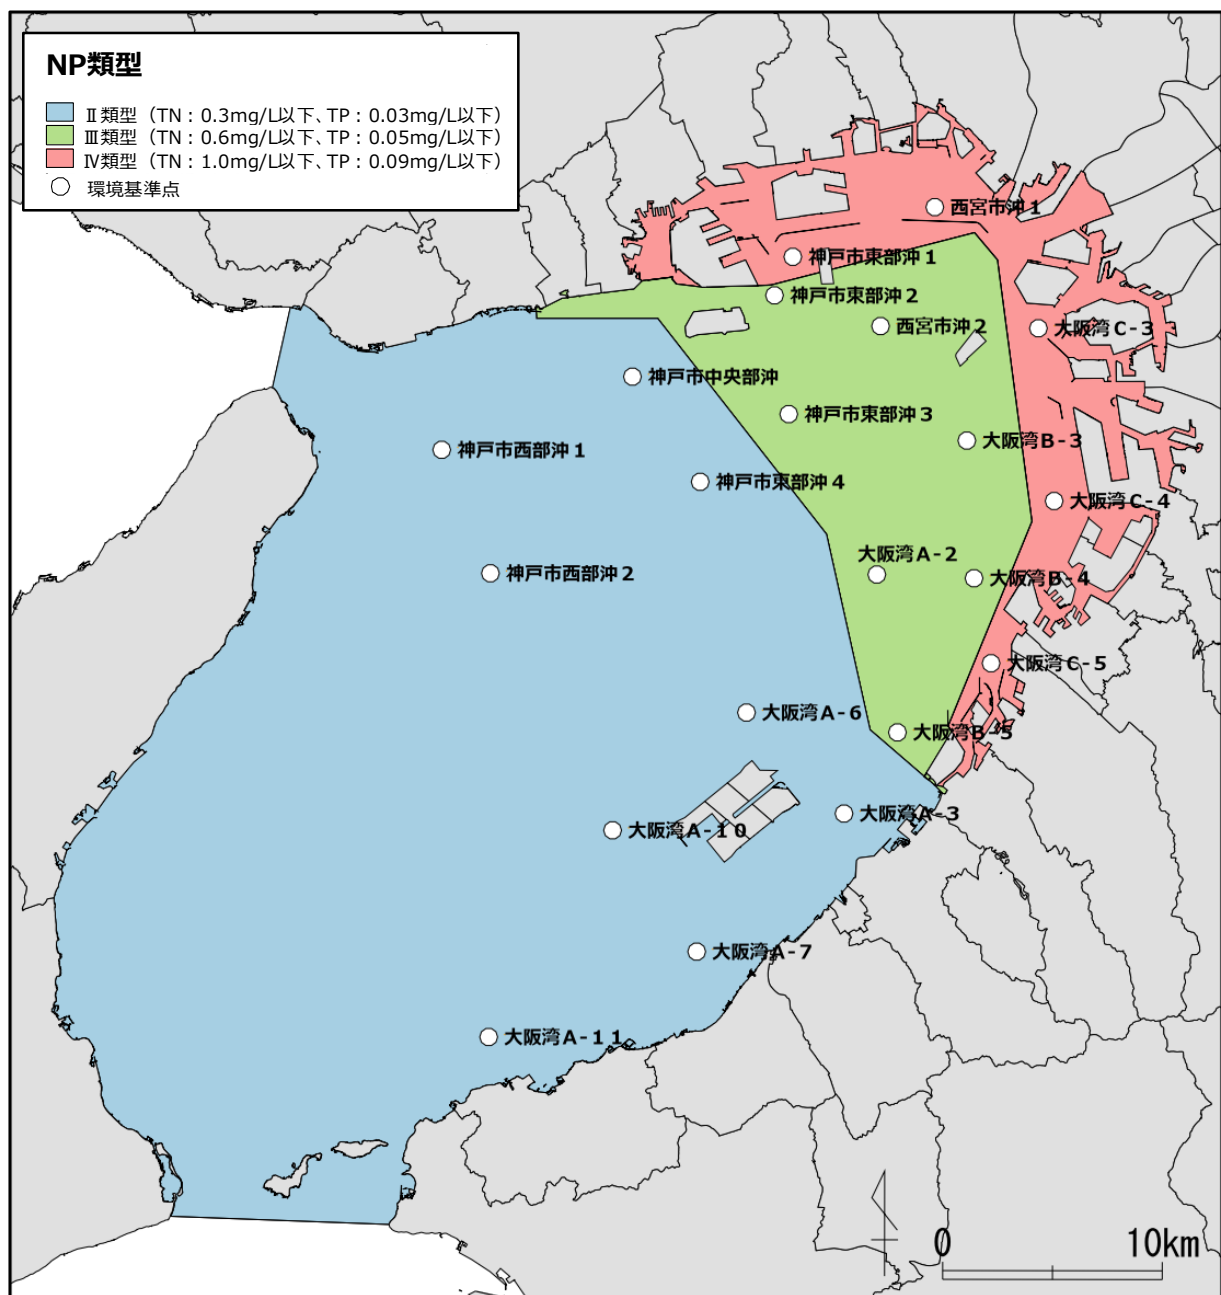 NP類型
Ⅱ類型（TN：0.3mg/L以下、TP：0.03mg/L以下）
Ⅲ類型（TN：0.6mg/L以下、TP：0.05mg/L以下）
Ⅳ類型（TN：1.0mg/L以下、TP：0.09mg/L以下）
環境基準点
西宮市沖１
神戸市東部沖１
神戸市東部沖２
西宮市沖２
大阪湾Ｃ-３
神戸市中央部沖
神戸市東部沖３
大阪湾Ｂ-３
神戸市西部沖１
神戸市東部沖４
大阪湾Ｃ-４
大阪湾Ａ-２
神戸市西部沖２
大阪湾Ｂ-４
大阪湾Ｃ-５
大阪湾Ａ-６
大阪湾Ｂ-５
大阪湾Ａ-３
大阪湾Ａ-１０
大阪湾Ａ-７
大阪湾Ａ-１１
0 10km